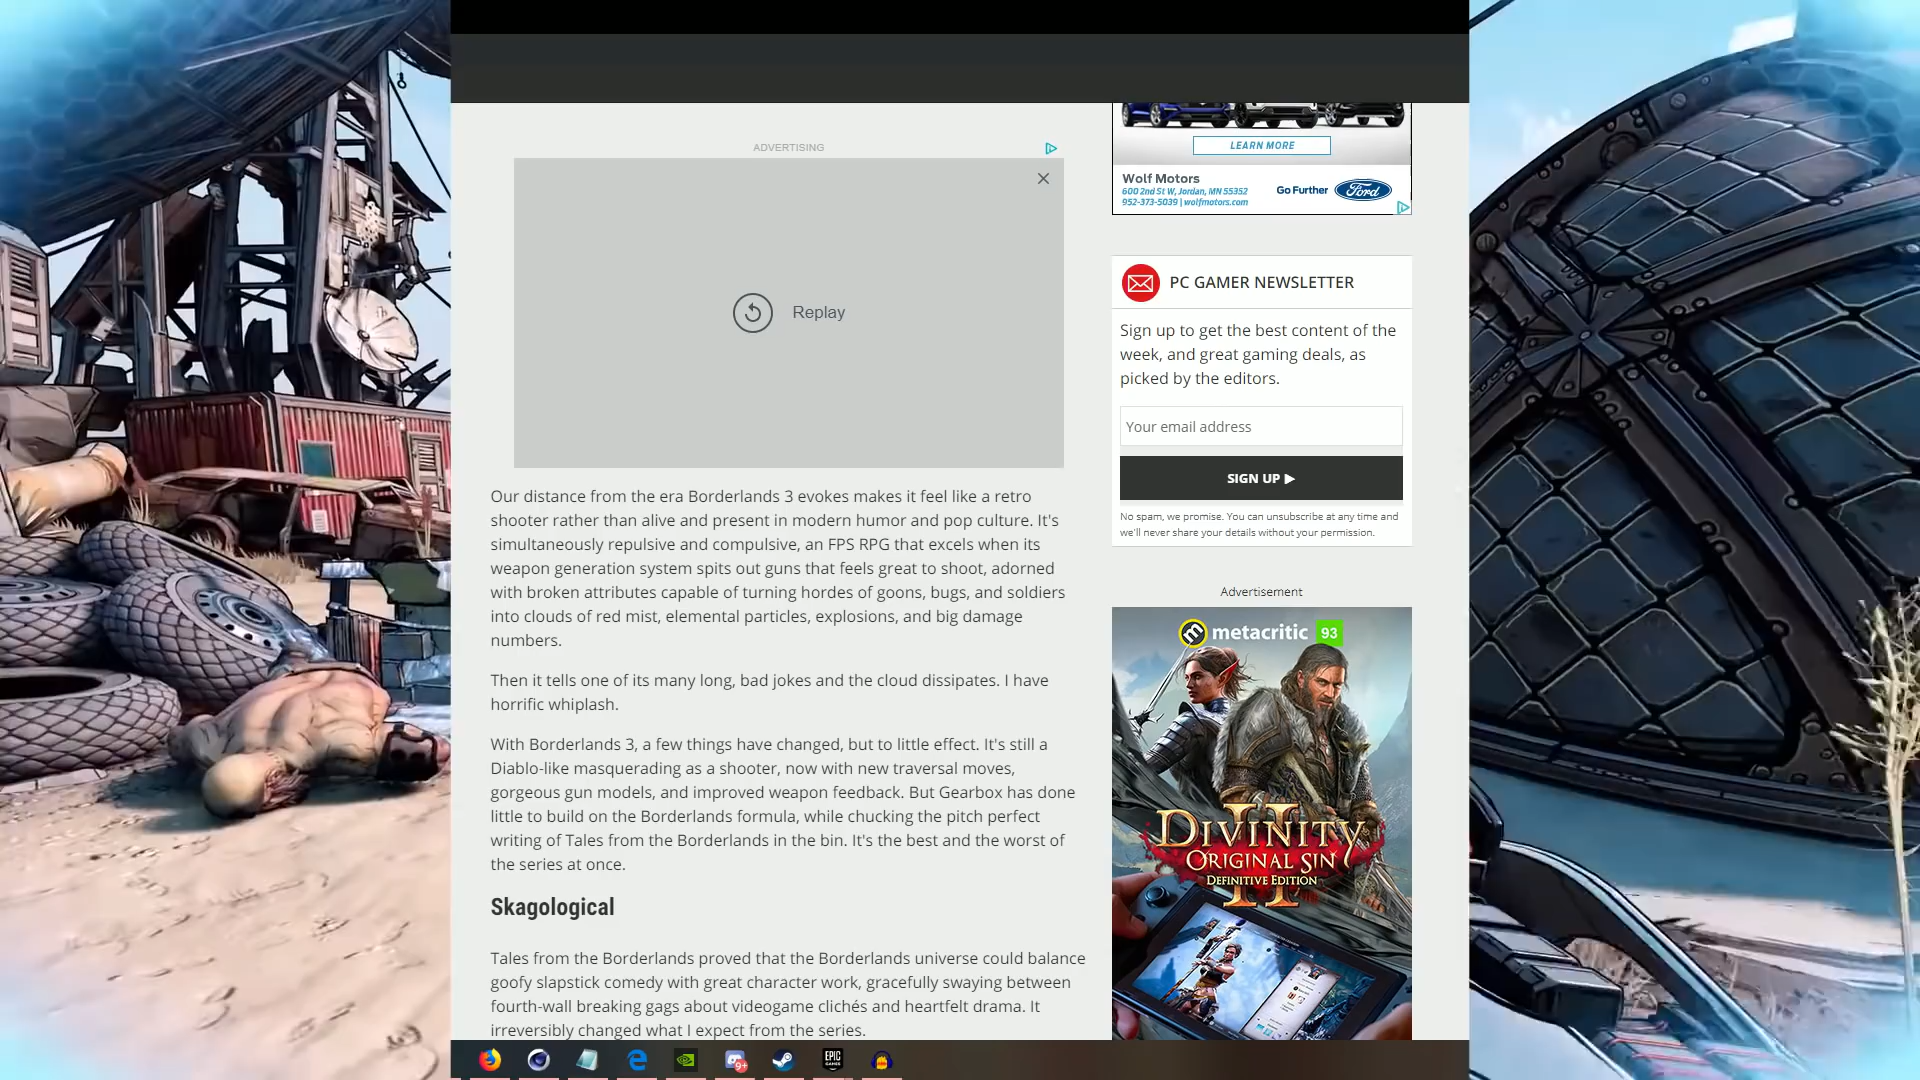 ADVERTISING
Replay
Our distance from the era Borderlands 3 evokes makes it feel like a retro
shooter rather than alive and present in modern humor and pop culture. It's
simultaneously repulsive and compulsive, an FPS RPG that excels when its
weapon generation system spits out guns that feels great to shoot, adorned
with broken attributes capable of turning hordes of goons, bugs, and soldiers
into clouds of red mist, elemental particles, explosions, and big damage
numbers.
Then it tells one of its many long, bad jokes and the cloud dissipates. I have
horrific whiplash.
With Borderlands 3, a few things have changed, but to little effect. It's still a
Diablo-like masquerading as a shooter, now with new traversal moves,
gorgeous gun models, and improved weapon feedback. But Gearbox has done
little to build on the Borderlands formula, while chucking the pitch perfect
writing of Tales from the Borderlands in the bin. It's the best and the worst of
the series at once.
Skagological
Tales from the Borderlands proved that the Borderlands universe could balance
goofy slapstick comedy with great character work, gracefully swaying between
fourth-wall breaking gags about videogame clichés and heartfelt drama. It
irreversibly changed what I expect from the series.
LEARN MORE
Wolf Motors
600 2nd St W, Jordan, MN 55352
952-373-5039 | wolfmotors.com
Go Further
Ford
PC GAMER NEWSLETTER
Sign up to get the best content of the
week, and great gaming deals, as
picked by the editors.
Your email address
SIGN UP ▶
No spam, we promise. You can unsubscribe at any time and
we'll never share your details without your permission.
Advertisement
metacritic 93
DIVINITY
II
ORIGINAL SIN
DEFINITIVE EDITION
9+
EPIC
GAMES